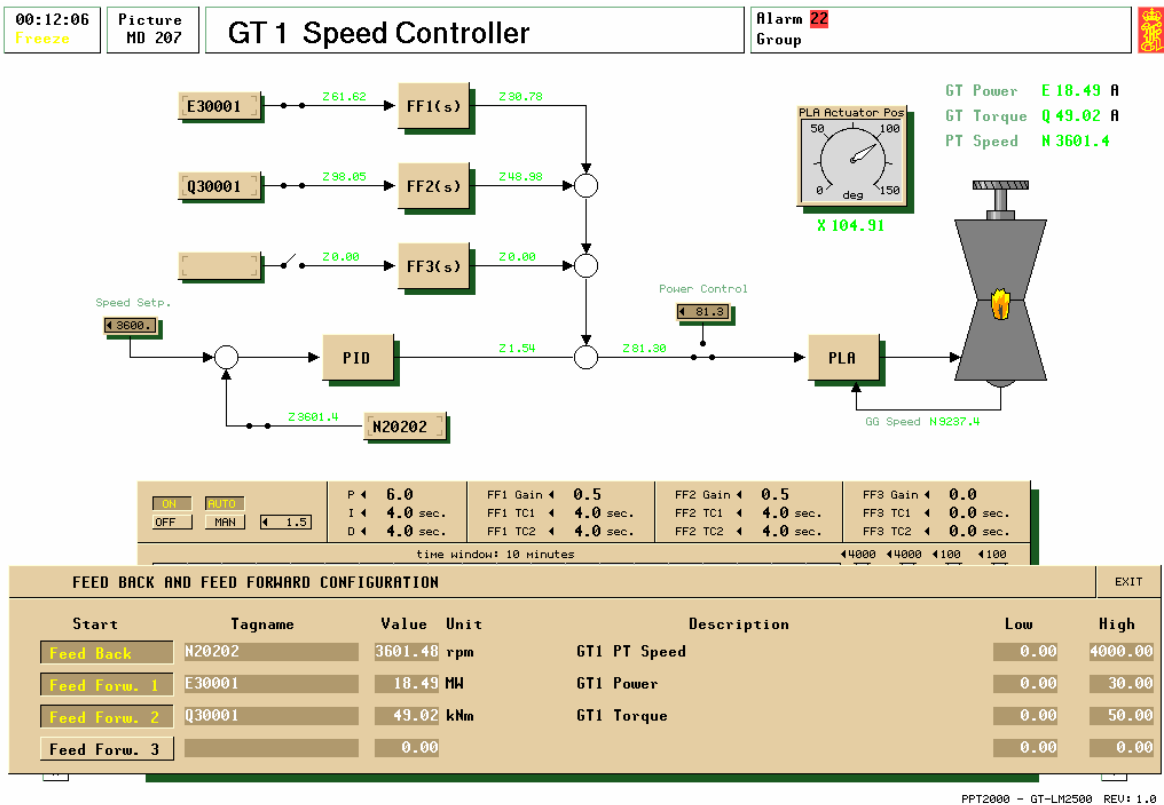 00:12:06 Picture GT 1 Speed Controller Alarm 22
Freeze MD 207 Group
GT Power E 18.49 A
GT Torque Q 49.02 A
PT Speed N 3601.4
E30001 Z61.62 FF1(s) Z30.78
PLA Actuator Pos
50 100
0 150
deg
X 104.91
Q30001 Z98.05 FF2(s) Z48.98
Z0.00 FF3(s) Z0.00
Speed Setp.
3600.
Power Control
81.3
PID Z1.54 Z81.30 PLA
Z3601.4 N20202
GG Speed N9237.4
ON AUTO
OFF MAN 1.5
P 6.0 FF1 Gain 0.5 FF2 Gain 0.5 FF3 Gain 0.0
I 4.0 sec. FF1 TC1 4.0 sec. FF2 TC1 4.0 sec. FF3 TC1 0.0 sec.
D 4.0 sec. FF1 TC2 4.0 sec. FF2 TC2 4.0 sec. FF3 TC2 0.0 sec.
time window: 10 minutes 4000 4000 100 100
FEED BACK AND FEED FORWARD CONFIGURATION EXIT
Start Tagname Value Unit Description Low High
Feed Back N20202 3601.48 rpm GT1 PT Speed 0.00 4000.00
Feed Forw. 1 E30001 18.49 MW GT1 Power 0.00 30.00
Feed Forw. 2 Q30001 49.02 kNm GT1 Torque 0.00 50.00
Feed Forw. 3 0.00 0.00 0.00
PPT2000 - GT-LM2500 REV: 1.0